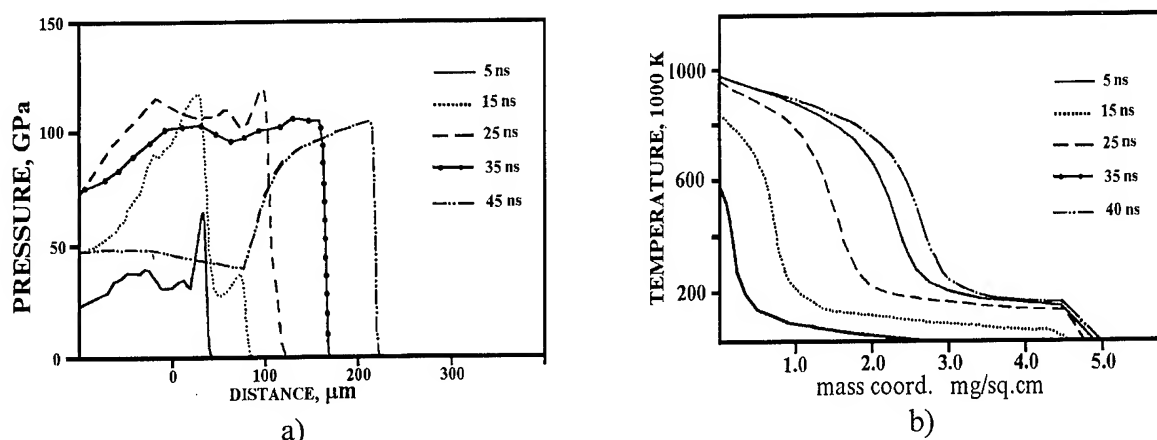 150
100
50
0
PRESSURE, GPa
5 ns
15 ns
25 ns
35 ns
45 ns
0 100 200 300
DISTANCE, μm
a)
1000
600
200
TEMPERATURE, 1000 K
5 ns
15 ns
25 ns
35 ns
40 ns
1.0 2.0 3.0 4.0 5.0
mass coord. mg/sq.cm
b)